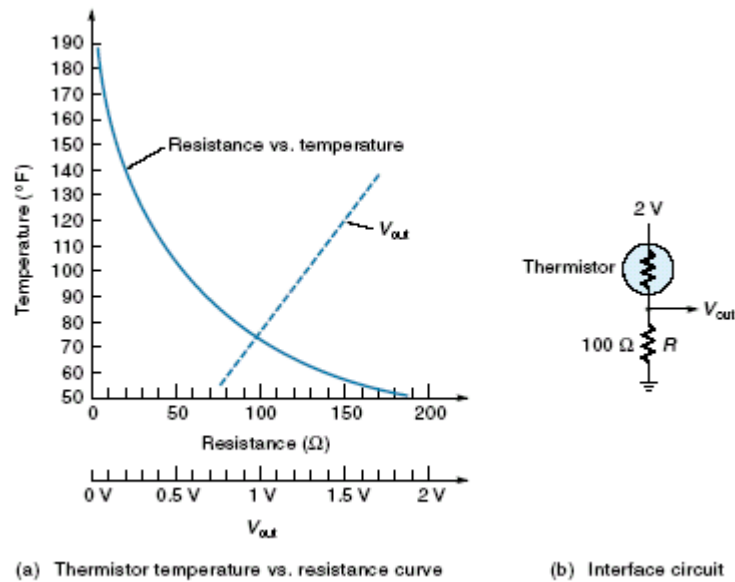 190
180
170
160
150
140
130
120
110
100
90
80
70
60
50
Temperature (°F)
Resistance vs. temperature
Vout
0 50 100 150 200
Resistance (Ω)
0 V 0.5 V 1 V 1.5 V 2 V
Vout
(a) Thermistor temperature vs. resistance curve
2 V
Thermistor
Vout
100 Ω R
(b) Interface circuit